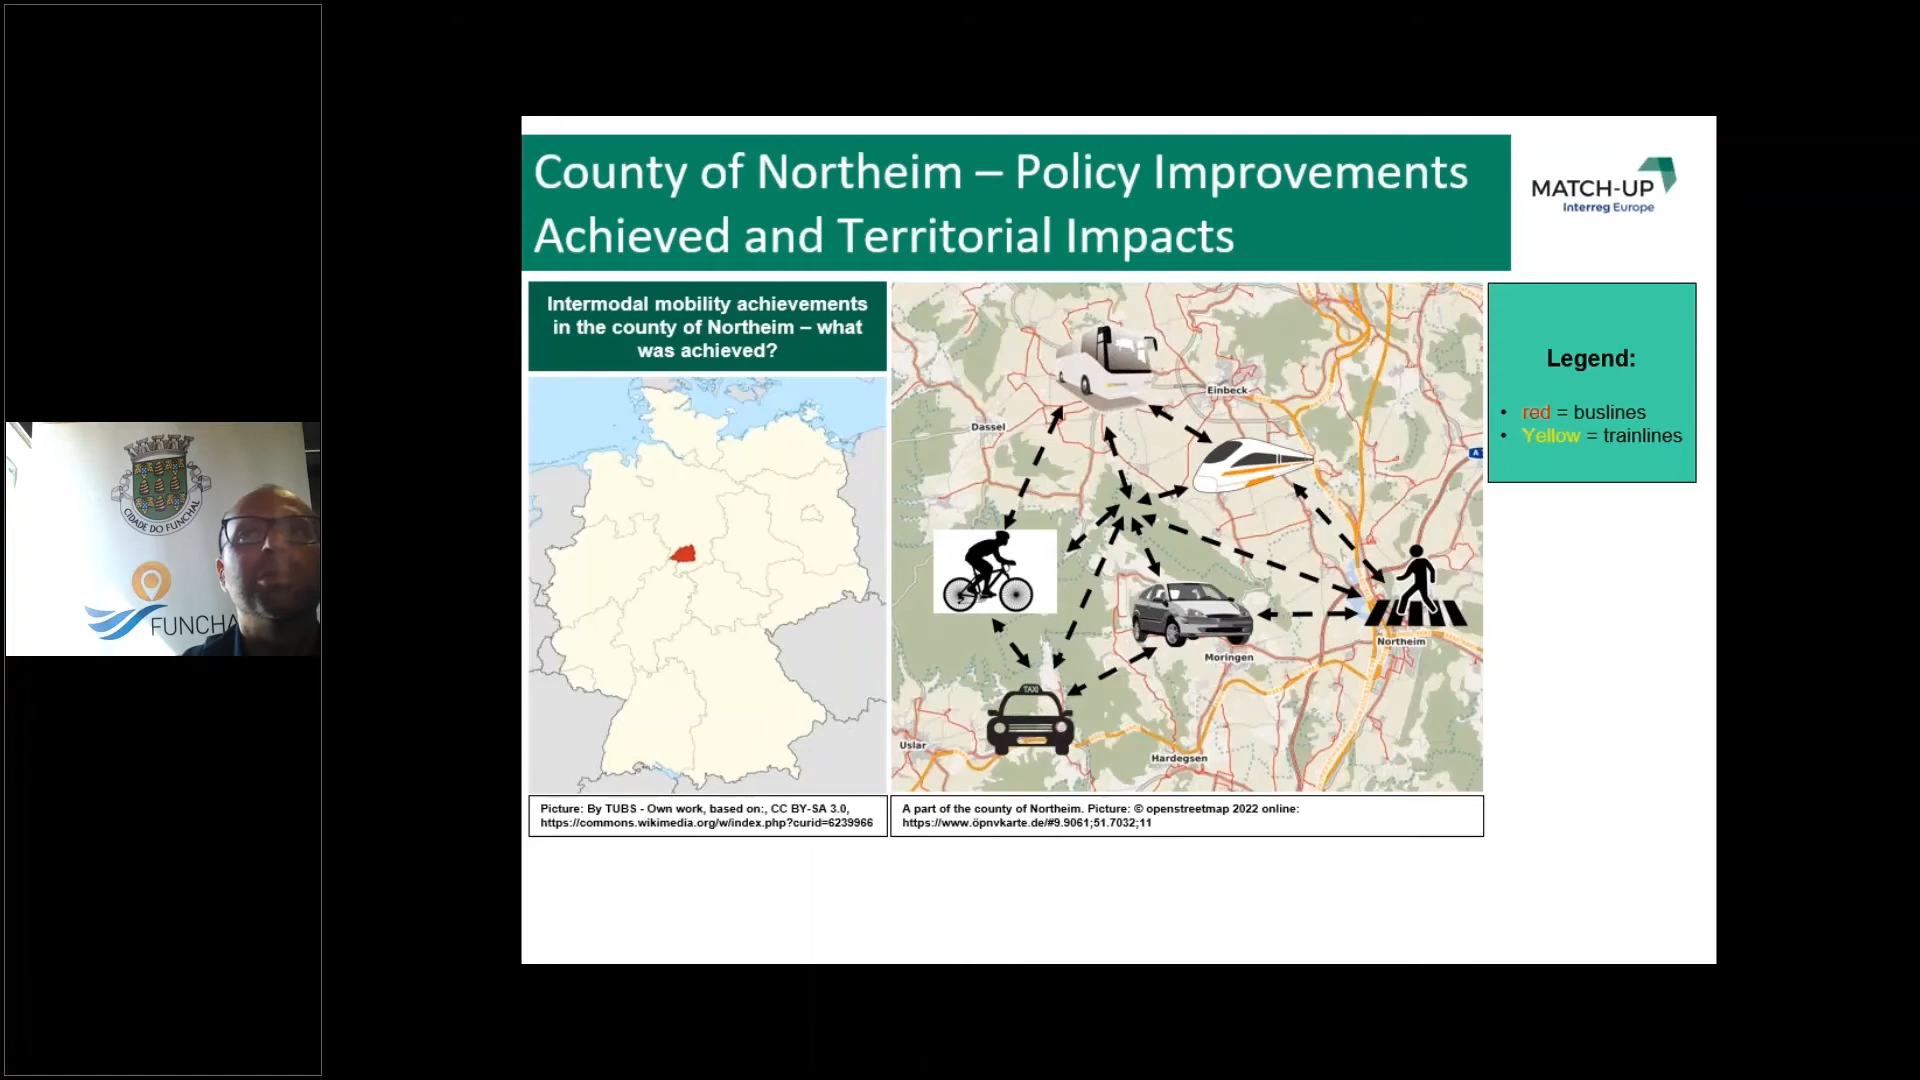 CIDADE DO FUNCHAL
FUNCHA
County of Northeim – Policy Improvements
Achieved and Territorial Impacts
MATCH-UP
Interreg Europe
Intermodal mobility achievements
in the county of Northeim – what
was achieved?
Einbeck
Dassel
A
TAXI
Moringen
Northeim
Uslar
Hardegsen
Legend:
• red = buslines
• Yellow = trainlines
Picture: By TUBS - Own work, based on:, CC BY-SA 3.0,
https://commons.wikimedia.org/w/index.php?curid=6239966
A part of the county of Northeim. Picture: © openstreetmap 2022 online:
https://www.öpnvkarte.de/#9.9061;51.7032;11